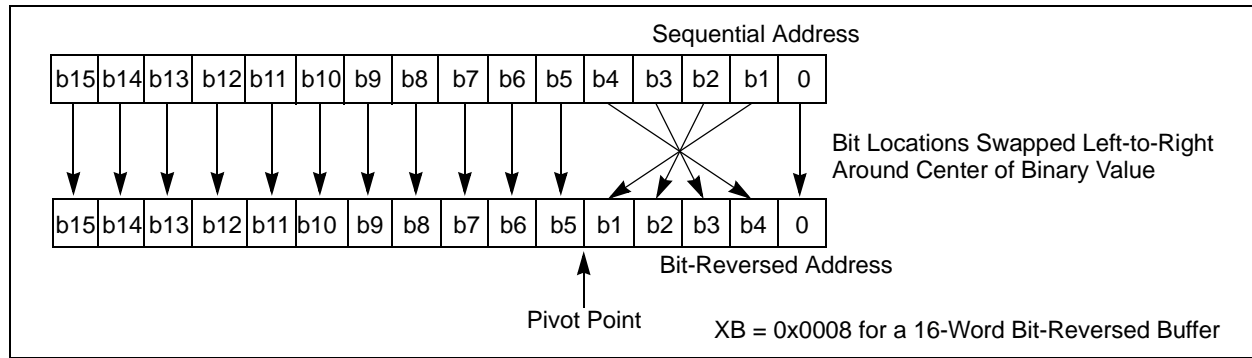 Sequential Address
b15 b14 b13 b12 b11 b10 b9 b8 b7 b6 b5 b4 b3 b2 b1 0
Bit Locations Swapped Left-to-Right
Around Center of Binary Value
b15 b14 b13 b12 b11 b10 b9 b8 b7 b6 b5 b1 b2 b3 b4 0
Bit-Reversed Address
Pivot Point
XB = 0x0008 for a 16-Word Bit-Reversed Buffer